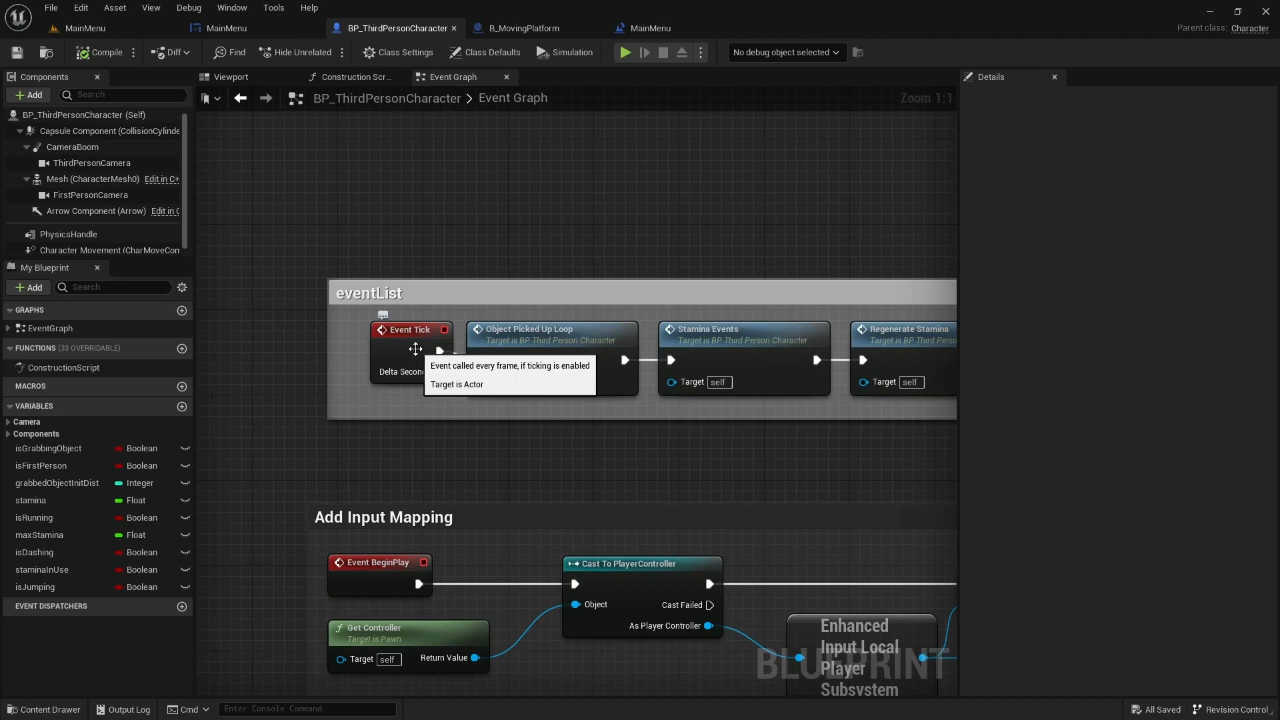 File Edit Asset View Debug Window Tools Help
MainMenu MainMenu BP_ThirdPersonCharacter B_MovingPlatform MainMenu Parent class: Character
Compile Diff Find Hide Unrelated Class Settings Class Defaults Simulation No debug object selected
Components Viewport Construction Scr... Event Graph Details
Add Search BP_ThirdPersonCharacter Event Graph Zoom 1:1
BP_ThirdPersonCharacter (Self)
Capsule Component (CollisionCylinde
CameraBoom
ThirdPersonCamera
Mesh (CharacterMesh0) Edit in C+
FirstPersonCamera
Arrow Component (Arrow) Edit in C
PhysicsHandle
Character Movement (CharMoveCon
My Blueprint
Add Search
GRAPHS
EventGraph
FUNCTIONS (33 OVERRIDABLE)
ConstructionScript
MACROS
VARIABLES
Camera
Components
isGrabbingObject Boolean
isFirstPerson Boolean
grabbedObjectInitDist Integer
stamina Float
isRunning Boolean
maxStamina Float
isDashing Boolean
staminaInUse Boolean
isJumping Boolean
EVENT DISPATCHERS
eventList
Event Tick
Delta Secon
Event called every frame, if ticking is enabled
Target is Actor
Object Picked Up Loop
Target is BP Third Person Character
Stamina Events
Target is BP Third Person Character
Target self
Regenerate Stamina
Target is BP Third Pers
Target self
Add Input Mapping
Event BeginPlay
Get Controller
Target is Pawn
Target self Return Value
Cast To PlayerController
Object Cast Failed
As Player Controller
Enhanced
Input Local
Player
Subsystem
BLUEPRINT
Content Drawer Output Log Cmd Enter Console Command All Saved Revision Control